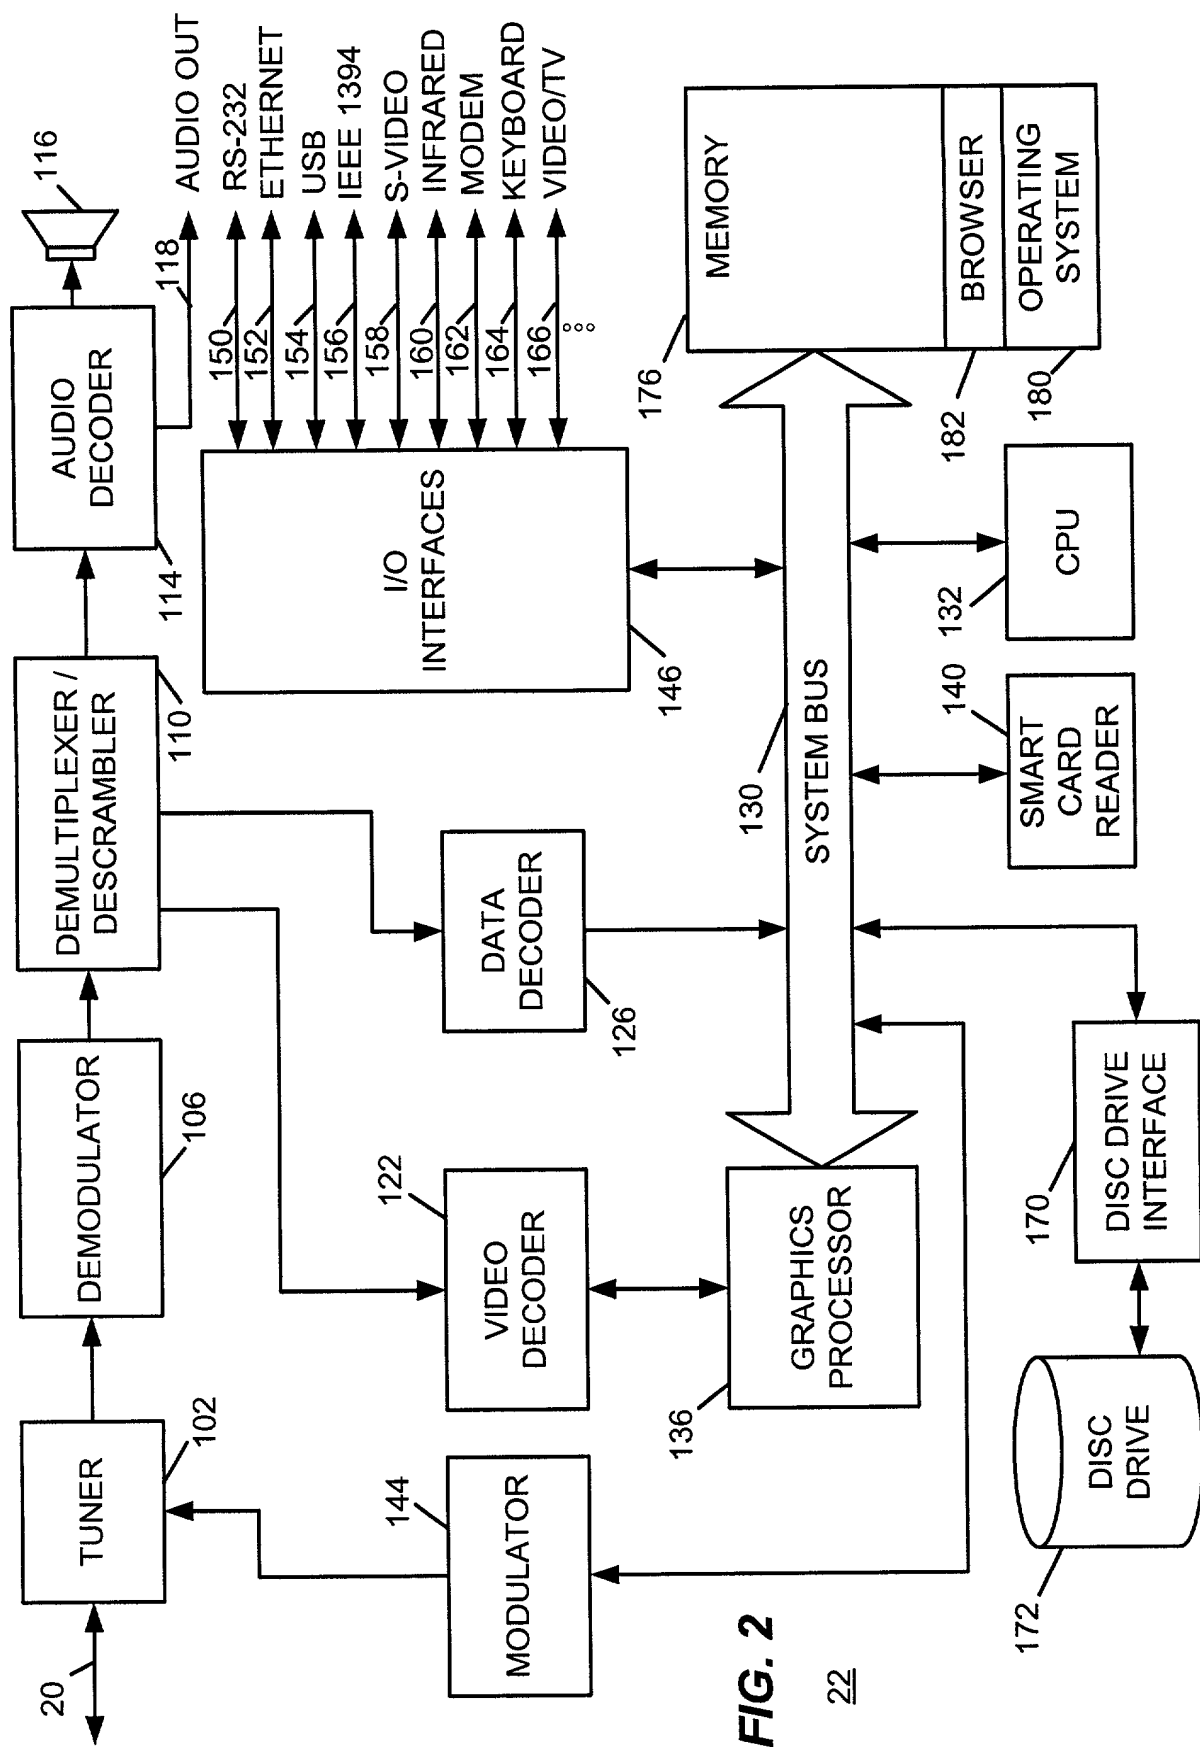 20
TUNER
102
DEMODULATOR
106
DEMULTIPLEXER /
DESCRAMBLER
110
AUDIO
DECODER
114
116
118
AUDIO OUT
RS-232
ETHERNET
USB
IEEE 1394
S-VIDEO
INFRARED
MODEM
KEYBOARD
VIDEO/TV
150
152
154
156
158
160
162
164
166
I/O
INTERFACES
146
MODULATOR
144
VIDEO
DECODER
122
DATA
DECODER
126
GRAPHICS
PROCESSOR
136
SYSTEM BUS
130
MEMORY
176
BROWSER
182
OPERATING
SYSTEM
180
DISC
DRIVE
172
DISC DRIVE
INTERFACE
170
SMART
CARD
READER
140
CPU
132
FIG. 2
22